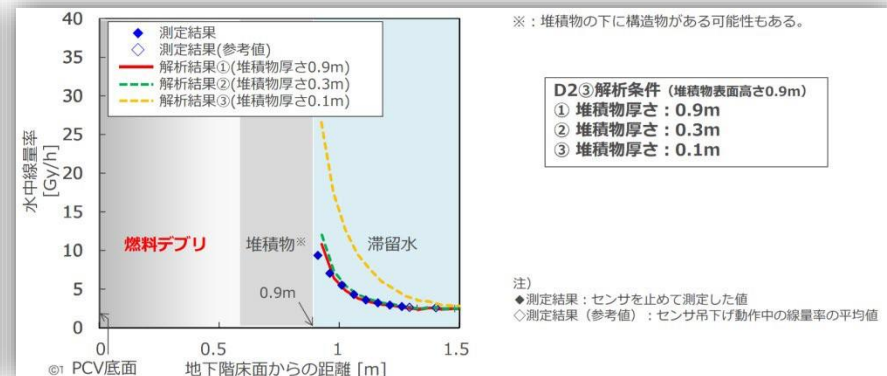 40
35
30
25
20
15
10
5
0
水中線量率
[Gy/h]
測定結果
測定結果(参考値)
解析結果①(堆積物厚さ0.9m)
解析結果②(堆積物厚さ0.3m)
解析結果③(堆積物厚さ0.1m)
燃料デブリ
堆積物※
滞留水
0.9m
0
0.5
1
1.5
PCV底面
地下階床面からの距離 [m]
※：堆積物の下に構造物がある可能性もある。
D2③解析条件（堆積物表面高さ0.9m）
① 堆積物厚さ：0.9m
② 堆積物厚さ：0.3m
③ 堆積物厚さ：0.1m
注）
◆測定結果：センサを止めて測定した値
◇測定結果（参考値）：センサ吊下げ動作中の線量率の平均値